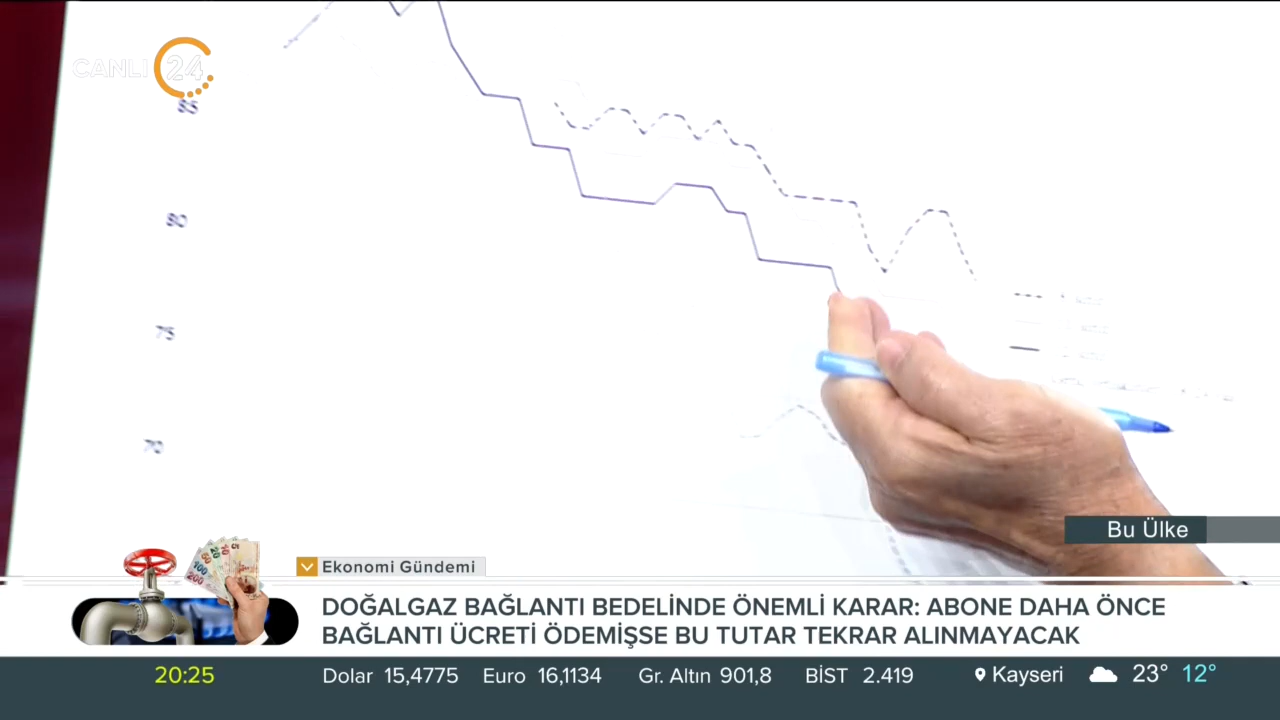 CANLI 24
85
80
75
70
Bu Ülke
Ekonomi Gündemi
DOĞALGAZ BAĞLANTI BEDELİNDE ÖNEMLİ KARAR: ABONE DAHA ÖNCE
BAĞLANTI ÜCRETİ ÖDEMİŞSE BU TUTAR TEKRAR ALINMAYACAK
20:25 Dolar 15,4775 Euro 16,1134 Gr. Altın 901,8 BİST 2.419 Kayseri 23° 12°